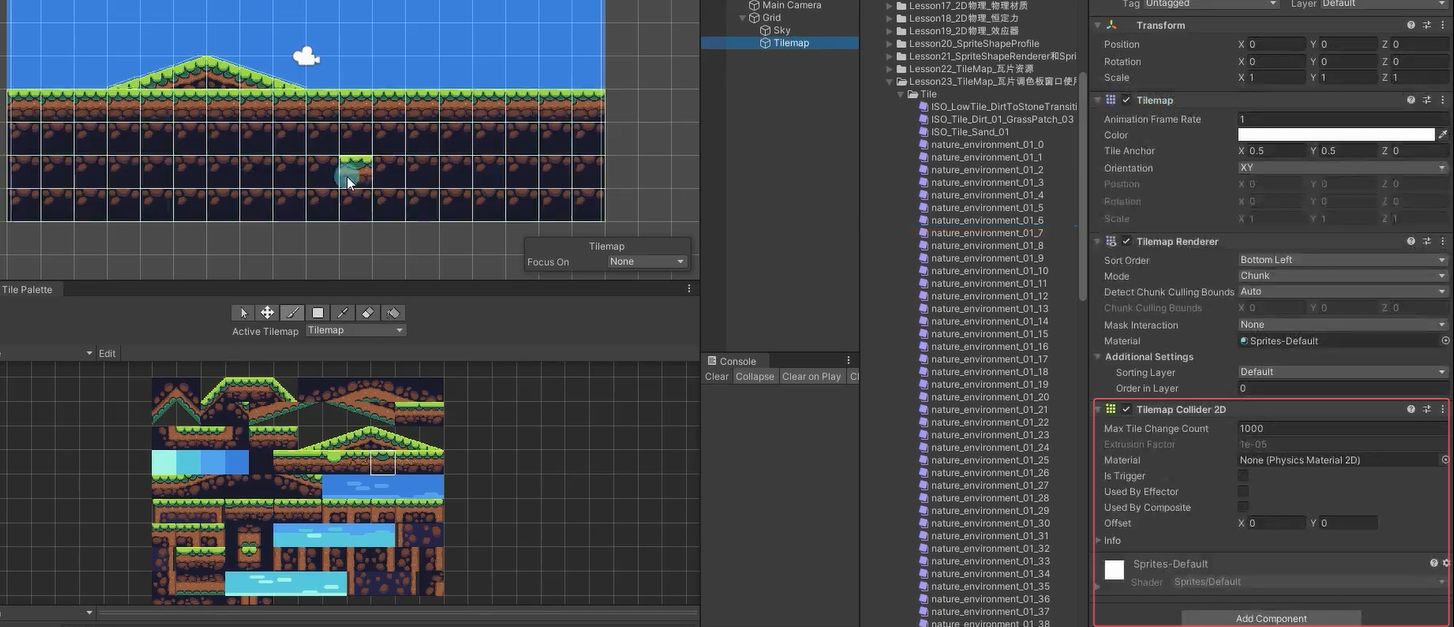 Tilemap
Focus On None
Tile Palette
Active Tilemap Tilemap
Edit
Main Camera
Grid
Sky
Tilemap
Console
Clear Collapse Clear on Play
Lesson17_2D物理_物理材质
Lesson18_2D物理_恒定力
Lesson19_2D物理_效应器
Lesson20_SpriteShapeProfile
Lesson21_SpriteShapeRenderer和Spri
Lesson22_TileMap_瓦片资源
Lesson23_TileMap_瓦片调色板窗口使用
Tile
ISO_LowTile_DirtToStoneTransiti
ISO_Tile_Dirt_01_GrassPatch_03
ISO_Tile_Sand_01
nature_environment_01_0
nature_environment_01_1
nature_environment_01_2
nature_environment_01_3
nature_environment_01_4
nature_environment_01_5
nature_environment_01_6
nature_environment_01_7
nature_environment_01_8
nature_environment_01_9
nature_environment_01_10
nature_environment_01_11
nature_environment_01_12
nature_environment_01_13
nature_environment_01_14
nature_environment_01_15
nature_environment_01_16
nature_environment_01_17
nature_environment_01_18
nature_environment_01_19
nature_environment_01_20
nature_environment_01_21
nature_environment_01_22
nature_environment_01_23
nature_environment_01_24
nature_environment_01_25
nature_environment_01_26
nature_environment_01_27
nature_environment_01_28
nature_environment_01_29
nature_environment_01_30
nature_environment_01_31
nature_environment_01_32
nature_environment_01_33
nature_environment_01_34
nature_environment_01_35
nature_environment_01_36
nature_environment_01_37
nature_environment_01_38
Tag Untagged Layer Default
Transform
Position X 0 Y 0 Z 0
Rotation X 0 Y 0 Z 0
Scale X 1 Y 1 Z 1
Tilemap
Animation Frame Rate 1
Color
Tile Anchor X 0.5 Y 0.5 Z 0
Orientation XY
Position X 0 Y 0 Z 0
Rotation X 0 Y 0 Z 0
Scale X 1 Y 1 Z 1
Tilemap Renderer
Sort Order Bottom Left
Mode Chunk
Detect Chunk Culling Bounds Auto
Chunk Culling Bounds X 0 Y 0 Z 0
Mask Interaction None
Material Sprites-Default
Additional Settings
Sorting Layer Default
Order in Layer 0
Tilemap Collider 2D
Max Tile Change Count 1000
Extrusion Factor 1e-05
Material None (Physics Material 2D)
Is Trigger
Used By Effector
Used By Composite
Offset X 0 Y 0
Info
Sprites-Default
Shader Sprites/Default
Add Component